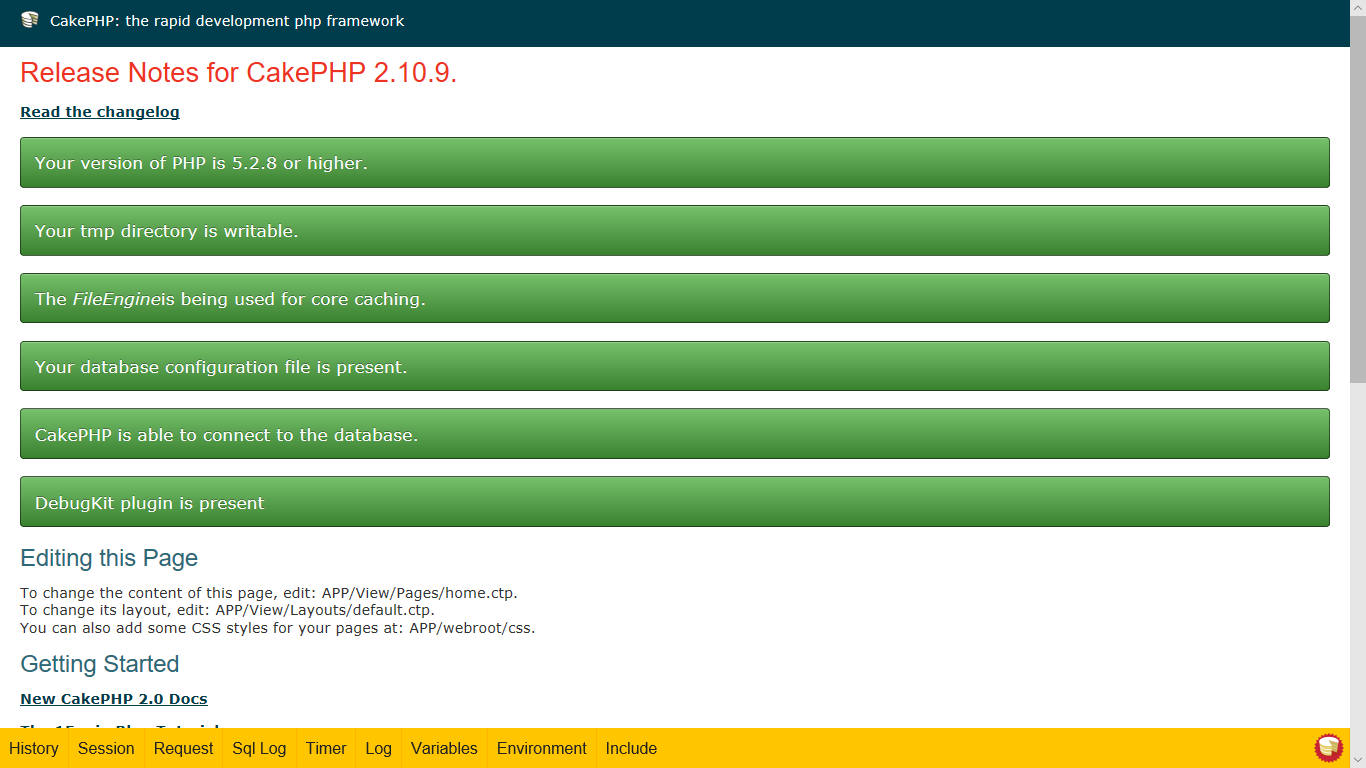 CakePHP: the rapid development php framework
Release Notes for CakePHP 2.10.9.
Read the changelog
Your version of PHP is 5.2.8 or higher.
Your tmp directory is writable.
The FileEngineis being used for core caching.
Your database configuration file is present.
CakePHP is able to connect to the database.
DebugKit plugin is present
Editing this Page
To change the content of this page, edit: APP/View/Pages/home.ctp.
To change its layout, edit: APP/View/Layouts/default.ctp.
You can also add some CSS styles for your pages at: APP/webroot/css.
Getting Started
New CakePHP 2.0 Docs
History Session Request Sql Log Timer Log Variables Environment Include